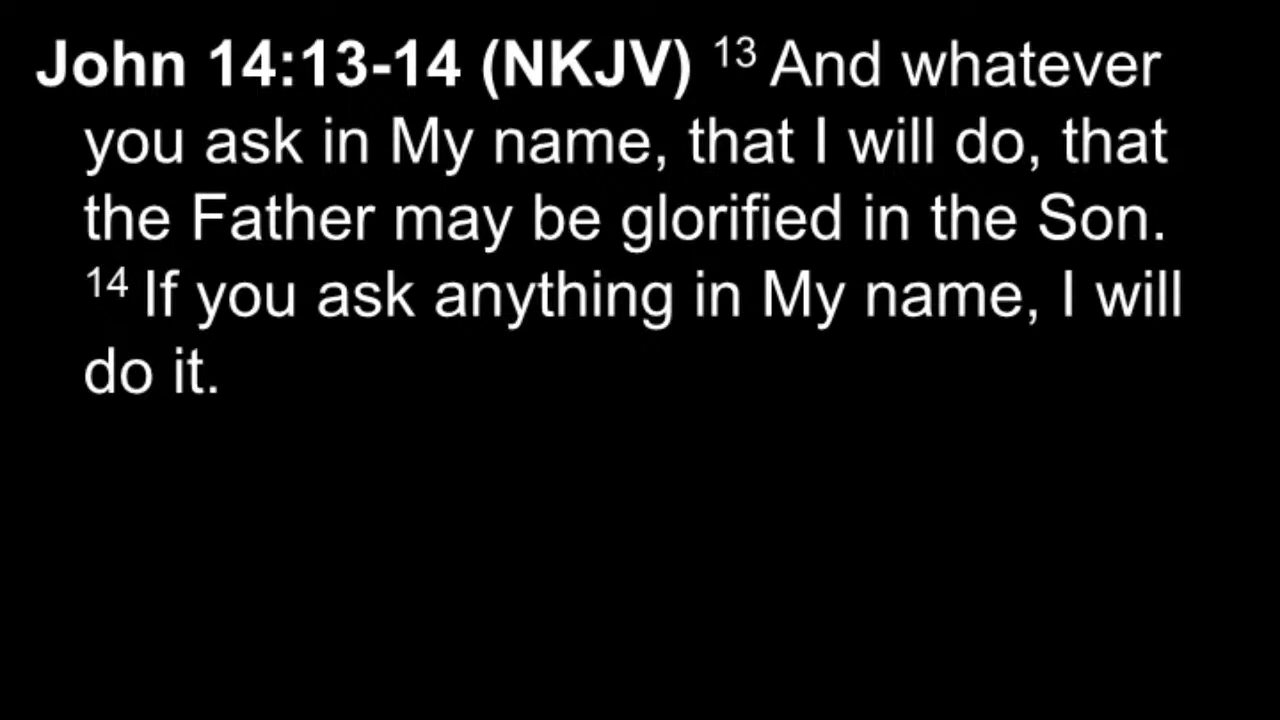 John 14:13-14 (NKJV) 13 And whatever
you ask in My name, that I will do, that
the Father may be glorified in the Son.
14 If you ask anything in My name, I will
do it.